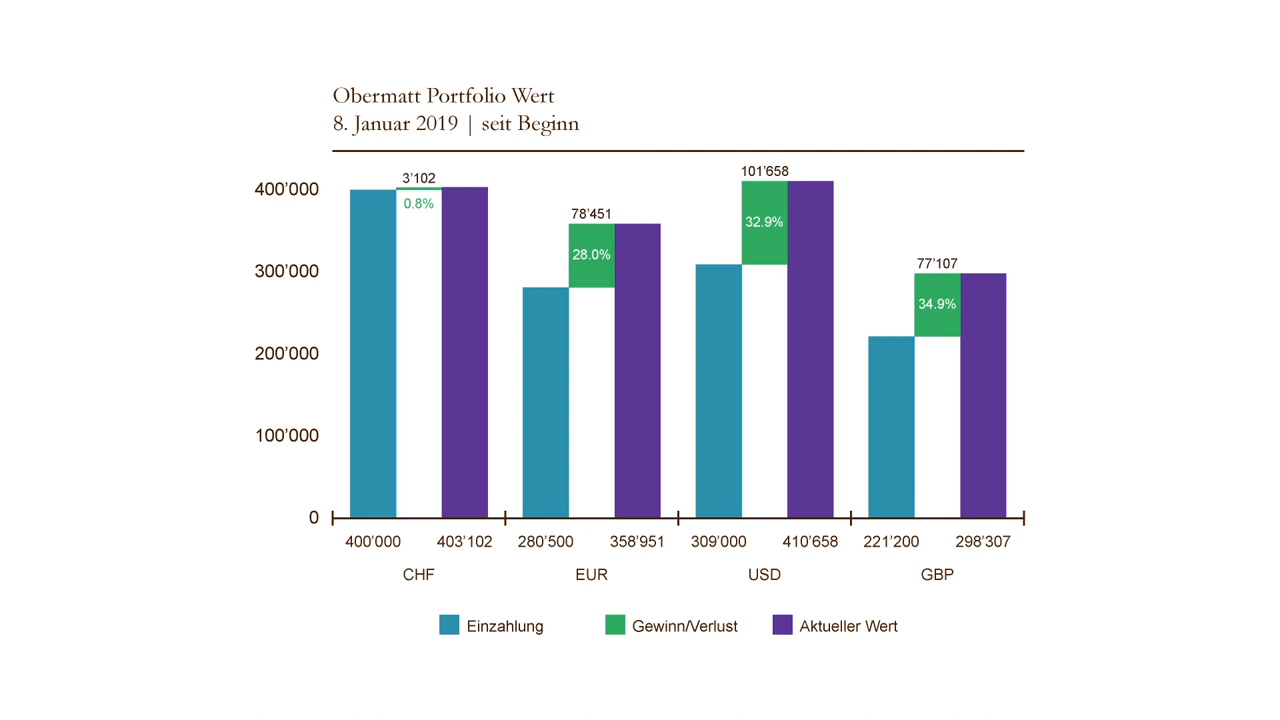 Obermatt Portfolio Wert
8. Januar 2019 | seit Beginn
400’000
300’000
200’000
100’000
0
3’102
0.8%
78’451
28.0%
101’658
32.9%
77’107
34.9%
400’000 403’102 280’500 358’951 309’000 410’658 221’200 298’307
CHF EUR USD GBP
Einzahlung Gewinn/Verlust Aktueller Wert